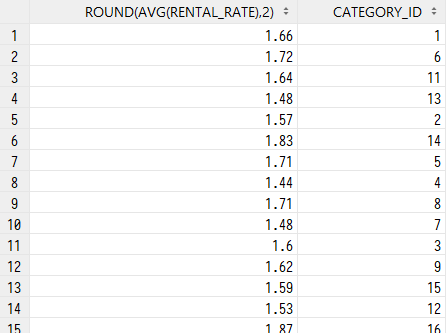 ROUND(AVG(RENTAL_RATE),2) CATEGORY_ID
1 1.66 1
2 1.72 6
3 1.64 11
4 1.48 13
5 1.57 2
6 1.83 14
7 1.71 5
8 1.44 4
9 1.71 8
10 1.48 7
11 1.6 3
12 1.62 9
13 1.59 15
14 1.53 12
15 1.87 16